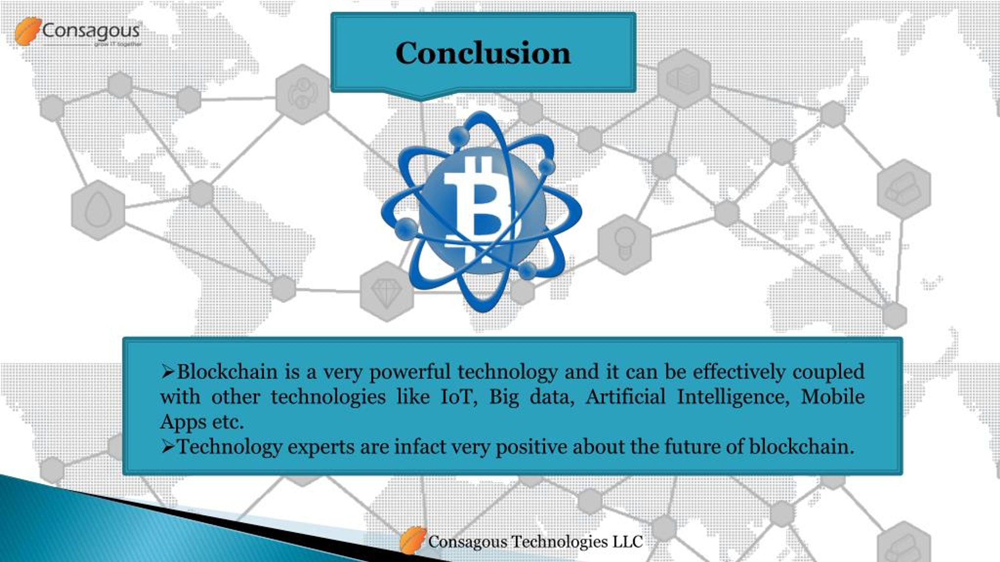 Consagous
grow IT together
Conclusion
➢Blockchain is a very powerful technology and it can be effectively coupled
with other technologies like IoT, Big data, Artificial Intelligence, Mobile
Apps etc.
➢Technology experts are infact very positive about the future of blockchain.
Consagous Technologies LLC